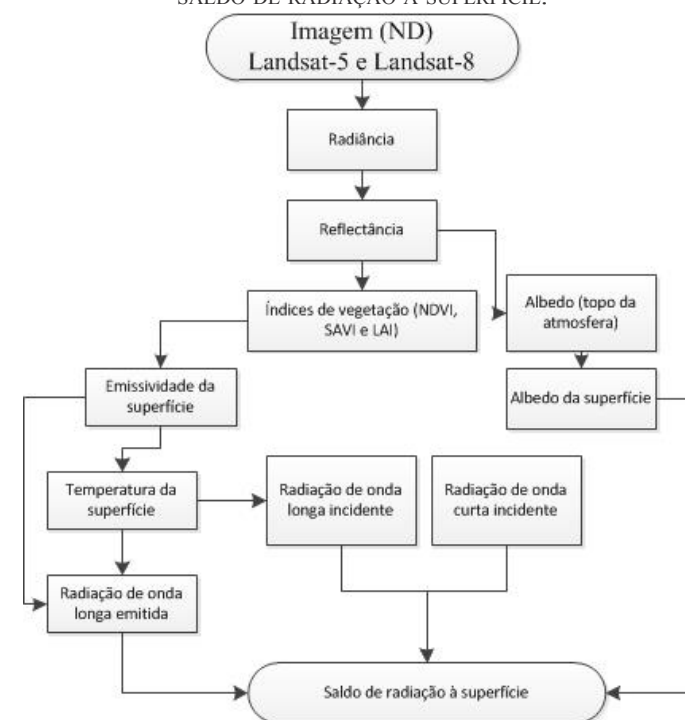 SALDO DE RADIAÇÃO À SUPERFÍCIE.
Imagem (ND)
Landsat-5 e Landsat-8
Radiância
Reflectância
Índices de vegetação (NDVI,
SAVI e LAI)
Albedo (topo da
atmosfera)
Emissividade da
superfície
Albedo da superfície
Temperatura da
superfície
Radiação de onda
longa incidente
Radiação de onda
curta incidente
Radiação de onda
longa emitida
Saldo de radiação à superfície